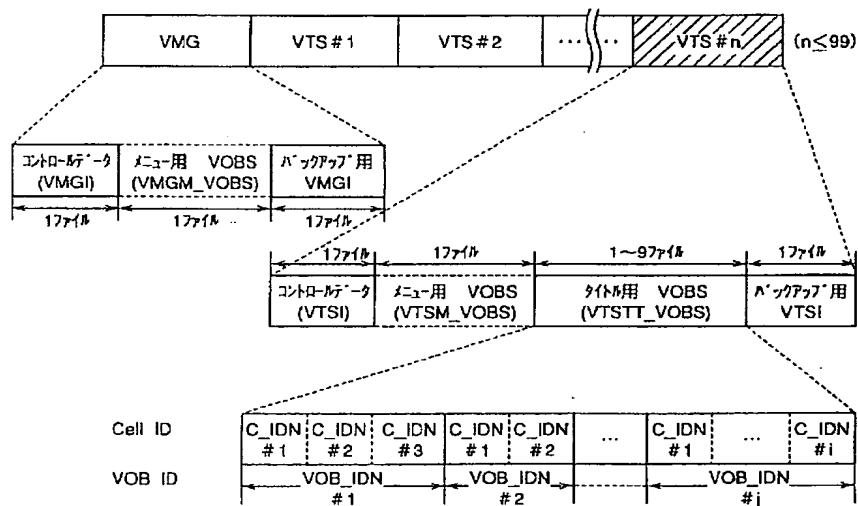 VMG VTS#1 VTS#2 ... ... VTS#n (n≦99)
コントロールデータ メニュー用 VOBS バックアップ用
(VMGI) (VMGM_VOBS) VMGI
1ファイル 1ファイル 1ファイル
1ファイル 1ファイル 1～9ファイル 1ファイル
コントロールデータ メニュー用 VOBS タイトル用 VOBS バックアップ用
(VTSI) (VTSM_VOBS) (VTSTT_VOBS) VTSI
Cell ID C_IDN C_IDN C_IDN C_IDN C_IDN ... C_IDN ... C_IDN
#1 #2 #3 #1 #2 #1 #i
VOB ID VOB_IDN VOB_IDN VOB_IDN
#1 #2 #j